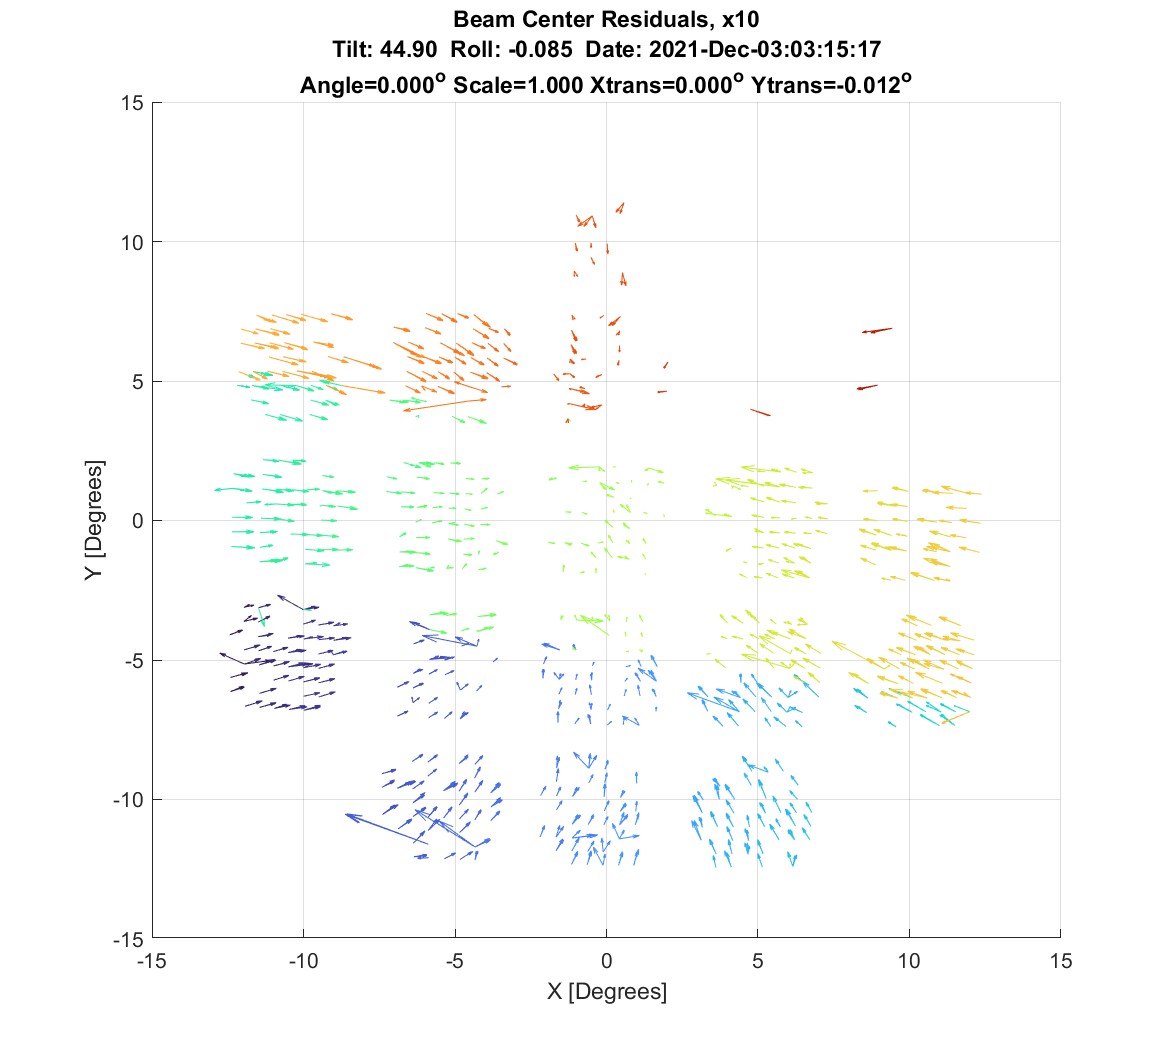 Beam Center Residuals, x10
Tilt: 44.90 Roll: -0.085 Date: 2021-Dec-03:03:15:17
Angle=0.000° Scale=1.000 Xtrans=0.000° Ytrans=-0.012°
15
10
5
0
-5
-10
-15
Y [Degrees]
-15 -10 -5 0 5 10 15
X [Degrees]